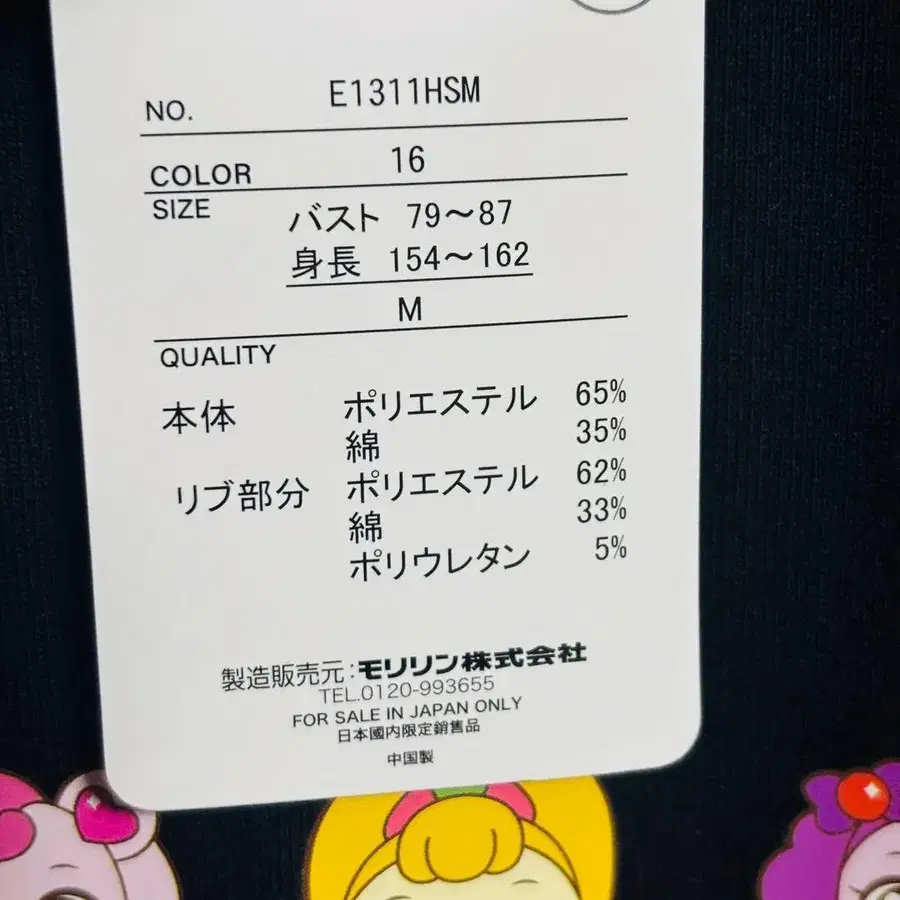 NO. E1311HSM
COLOR 16
SIZE バスト 79～87
身長 154～162
M
QUALITY
本体 ポリエステル 65%
綿 35%
リブ部分 ポリエステル 62%
綿 33%
ポリウレタン 5%
製造販売元:モリリン株式会社
TEL.0120-993655
FOR SALE IN JAPAN ONLY
日本國内限定銷售品
中国製